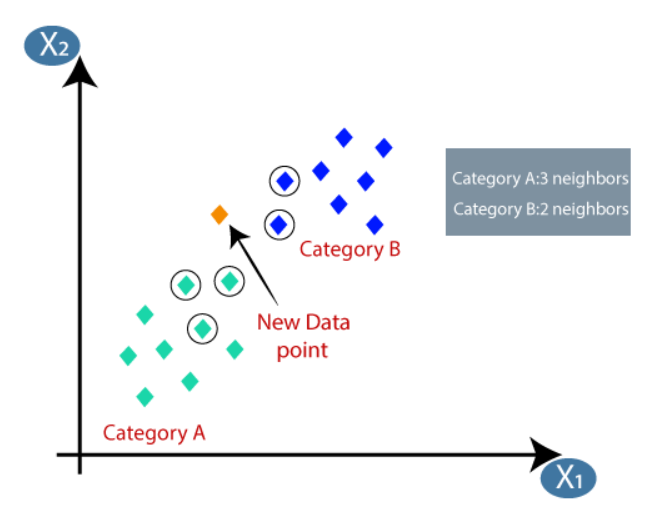 X2
Category A:3 neighbors
Category B:2 neighbors
Category B
New Data
point
Category A
X1